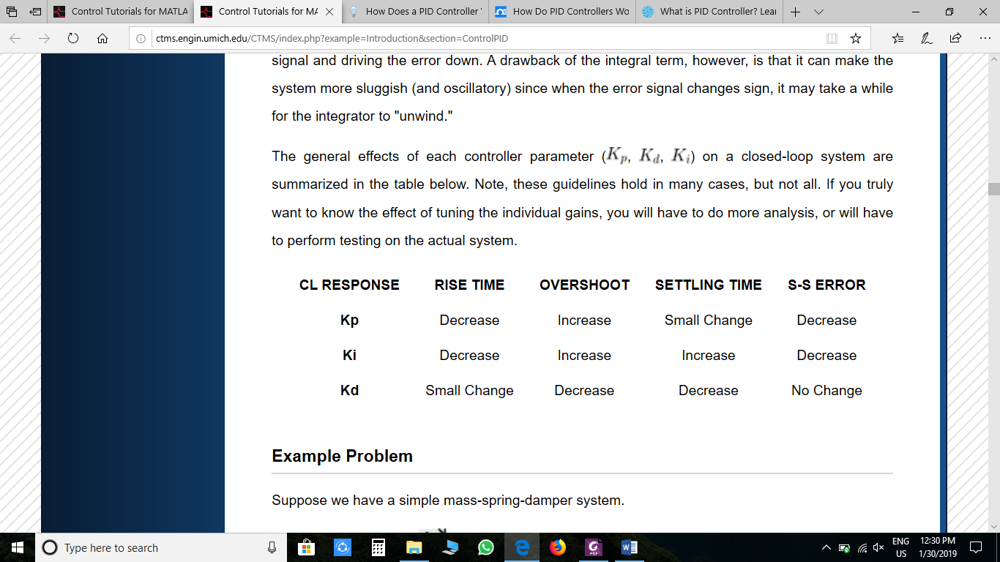 Control Tutorials for MATLA
Control Tutorials for MA
How Does a PID Controller
How Do PID Controllers Wo
What is PID Controller? Lear
ctms.engin.umich.edu/CTMS/index.php?example=Introduction&section=ControlPID
signal and driving the error down. A drawback of the integral term, however, is that it can make the
system more sluggish (and oscillatory) since when the error signal changes sign, it may take a while
for the integrator to "unwind."
The general effects of each controller parameter (Kp, Kd, Ki) on a closed-loop system are
summarized in the table below. Note, these guidelines hold in many cases, but not all. If you truly
want to know the effect of tuning the individual gains, you will have to do more analysis, or will have
to perform testing on the actual system.
CL RESPONSE RISE TIME OVERSHOOT SETTLING TIME S-S ERROR
Kp Decrease Increase Small Change Decrease
Ki Decrease Increase Increase Decrease
Kd Small Change Decrease Decrease No Change
Example Problem
Suppose we have a simple mass-spring-damper system.
Type here to search
ENG 12:30 PM
US 1/30/2019